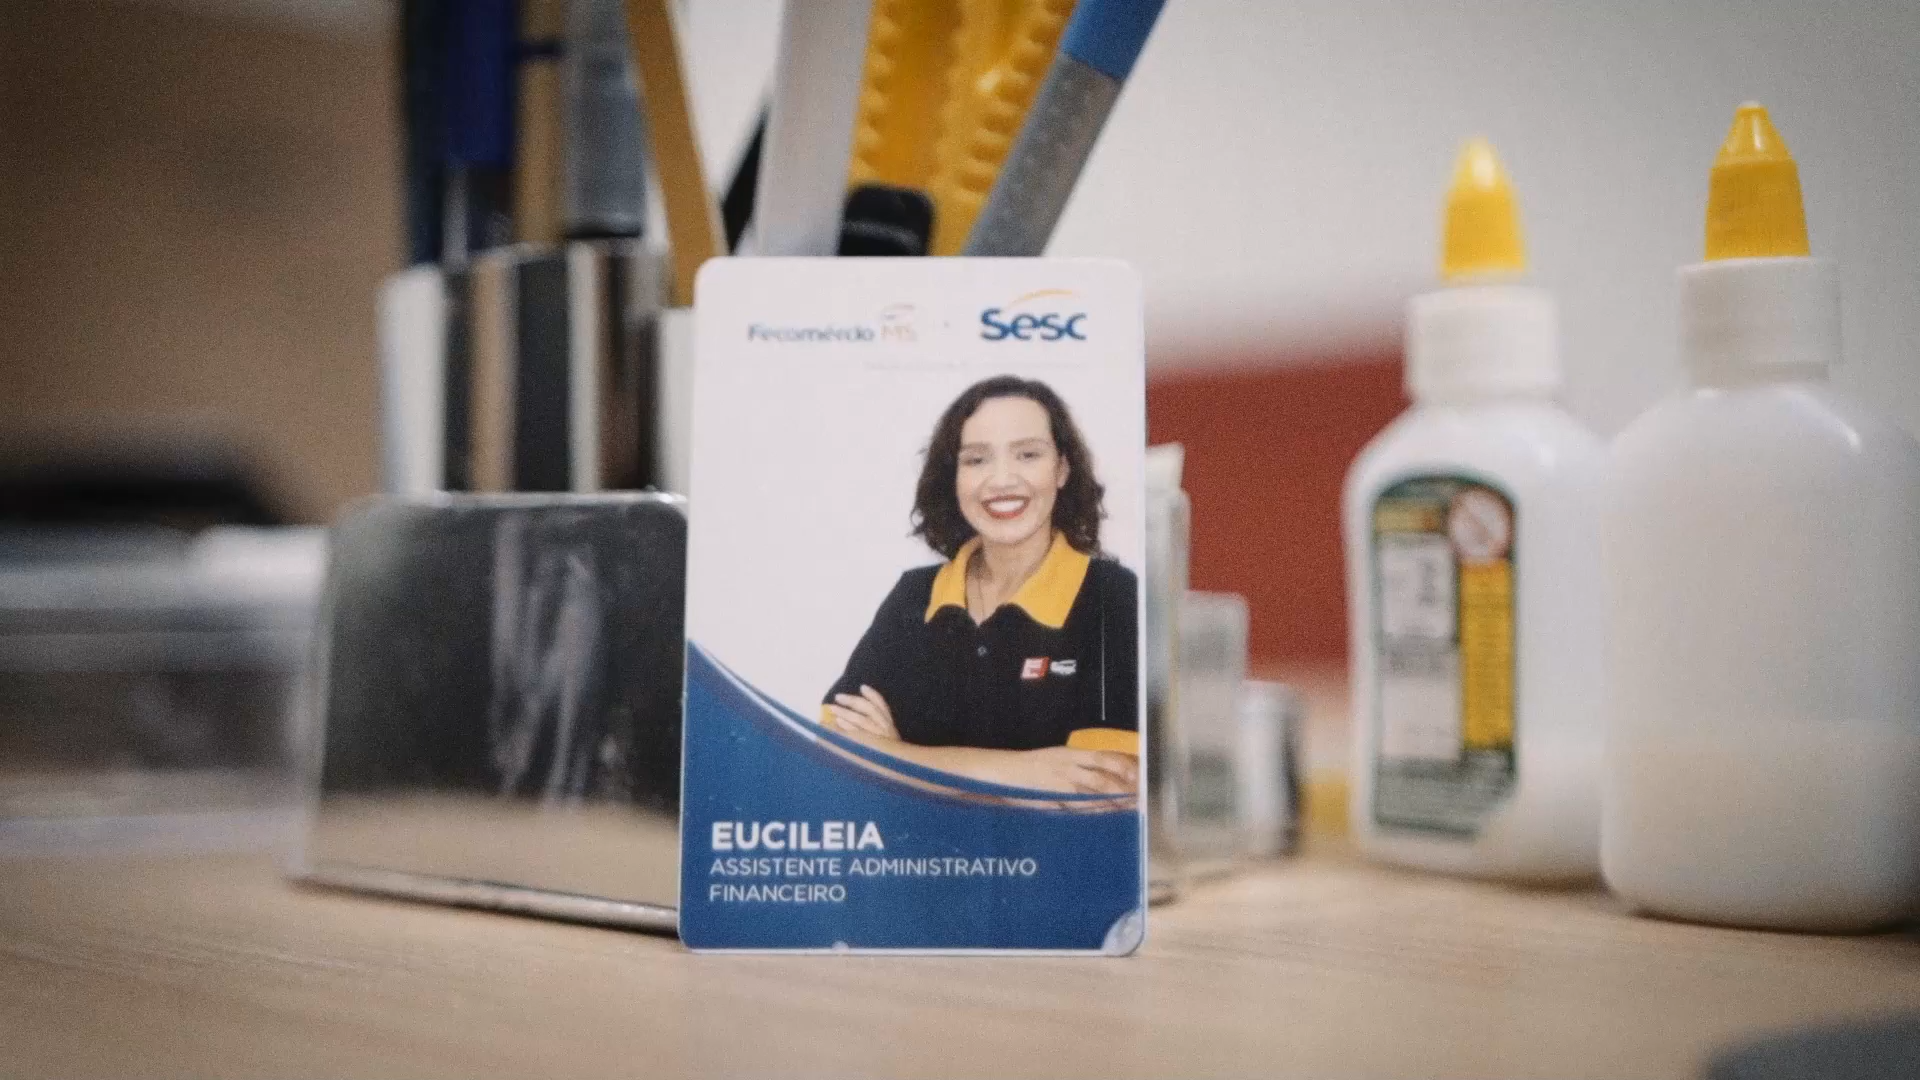 Fecomércio MS Sesc
EUCILEIA
ASSISTENTE ADMINISTRATIVO
FINANCEIRO